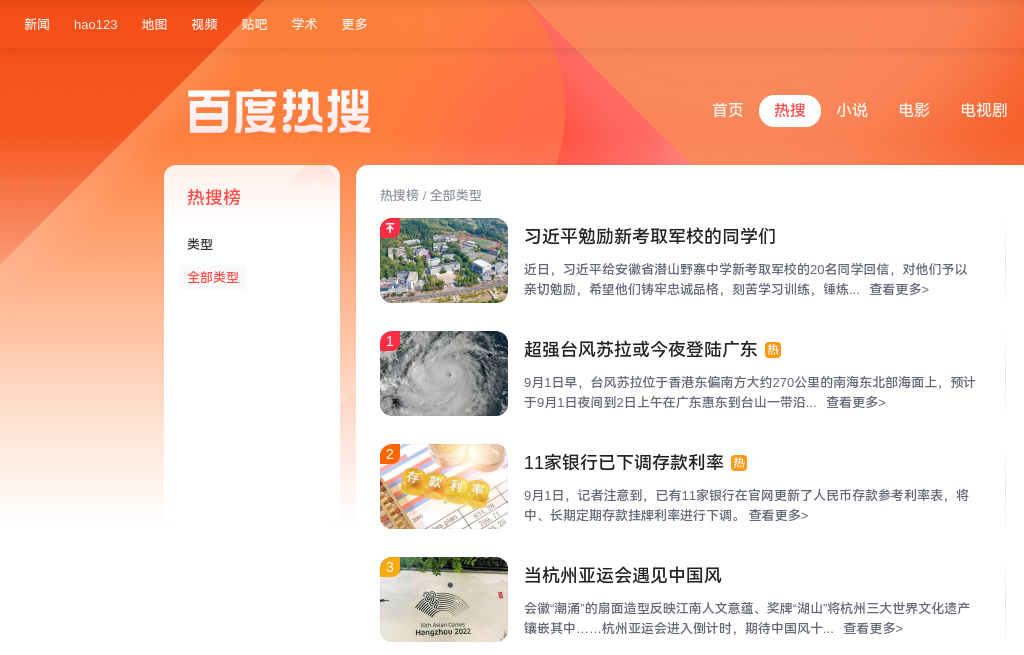 新闻 hao123 地图 视频 贴吧 学术 更多
百度热搜
首页 热搜 小说 电影 电视剧
热搜榜
类型
全部类型
热搜榜 / 全部类型
习近平勉励新考取军校的同学们
近日，习近平给安徽省潜山野寨中学新考取军校的20名同学回信，对他们予以
亲切勉励，希望他们铸牢忠诚品格，刻苦学习训练，锤炼... 查看更多>
1
超强台风苏拉或今夜登陆广东 热
9月1日早，台风苏拉位于香港东偏南方大约270公里的南海东北部海面上，预计
于9月1日夜间到2日上午在广东惠东到台山一带沿... 查看更多>
2
存款利率
11家银行已下调存款利率 热
9月1日，记者注意到，已有11家银行在官网更新了人民币存款参考利率表，将
中、长期定期存款挂牌利率进行下调。 查看更多>
3
19th Asian Games
Hangzhou 2022
当杭州亚运会遇见中国风
会徽“潮涌”的扇面造型反映江南人文意蕴、奖牌“湖山”将杭州三大世界文化遗产
镶嵌其中……杭州亚运会进入倒计时，期待中国风十... 查看更多>